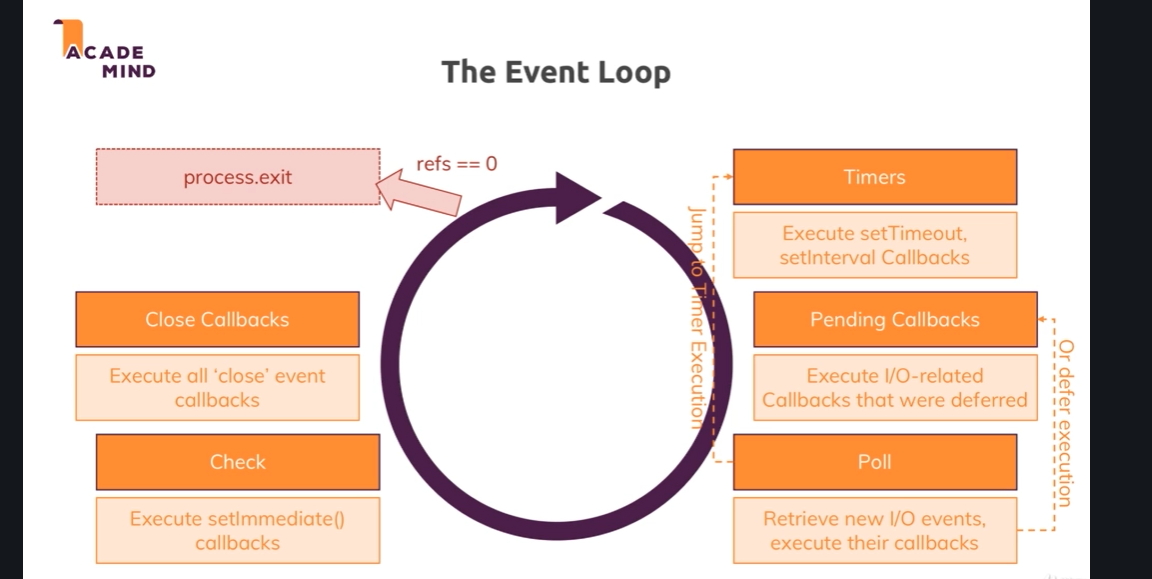 ACADE
MIND
The Event Loop
process.exit
refs == 0
Timers
Execute setTimeout,
setInterval Callbacks
Jump to Timer Execution
Close Callbacks
Execute all ‘close’ event
callbacks
Pending Callbacks
Execute I/O-related
Callbacks that were deferred
Or defer execution
Check
Execute setImmediate()
callbacks
Poll
Retrieve new I/O events,
execute their callbacks